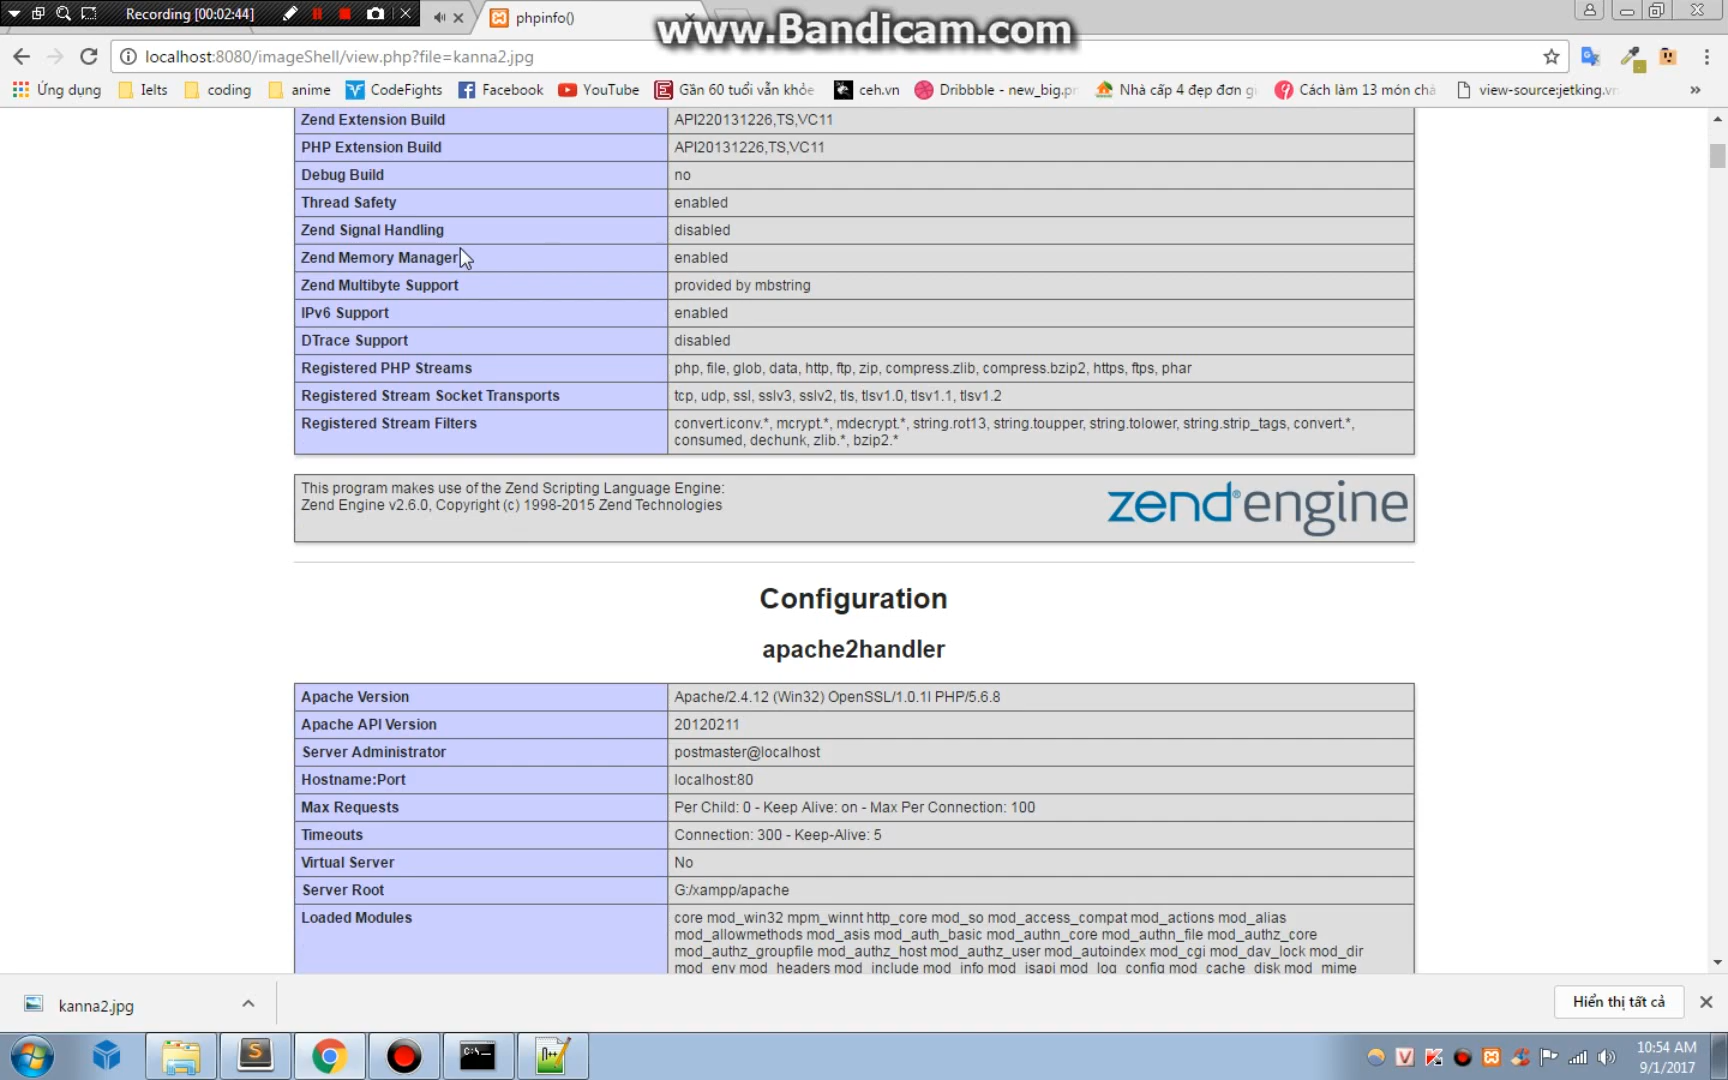 Recording [00:02:44]
phpinfo()
www.Bandicam.com
localhost:8080/imageShell/view.php?file=kanna2.jpg
Ứng dụng
Ielts
coding
anime
CodeFights
Facebook
YouTube
Gần 60 tuổi vẫn khỏe
ceh.vn
Dribbble - new_big.pr
Nhà cấp 4 đẹp đơn g
Cách làm 13 món chả
view-source:jetking.vn
»
Zend Extension Build API220131226,TS,VC11
PHP Extension Build API20131226,TS,VC11
Debug Build no
Thread Safety enabled
Zend Signal Handling disabled
Zend Memory Manager enabled
Zend Multibyte Support provided by mbstring
IPv6 Support enabled
DTrace Support disabled
Registered PHP Streams php, file, glob, data, http, ftp, zip, compress.zlib, compress.bzip2, https, ftps, phar
Registered Stream Socket Transports tcp, udp, ssl, sslv3, sslv2, tls, tlsv1.0, tlsv1.1, tlsv1.2
Registered Stream Filters convert.iconv.*, mcrypt.*, mdecrypt.*, string.rot13, string.toupper, string.tolower, string.strip_tags, convert.*,
consumed, dechunk, zlib.*, bzip2.*
This program makes use of the Zend Scripting Language Engine:
Zend Engine v2.6.0, Copyright (c) 1998-2015 Zend Technologies
zend®engine
Configuration
apache2handler
Apache Version Apache/2.4.12 (Win32) OpenSSL/1.0.1l PHP/5.6.8
Apache API Version 20120211
Server Administrator postmaster@localhost
Hostname:Port localhost:80
Max Requests Per Child: 0 - Keep Alive: on - Max Per Connection: 100
Timeouts Connection: 300 - Keep-Alive: 5
Virtual Server No
Server Root G:/xampp/apache
Loaded Modules core mod_win32 mpm_winnt http_core mod_so mod_access_compat mod_actions mod_alias
mod_allowmethods mod_asis mod_auth_basic mod_authn_core mod_authn_file mod_authz_core
mod_authz_groupfile mod_authz_host mod_authz_user mod_autoindex mod_cgi mod_dav_lock mod_dir
mod_env mod_headers mod_include mod_info mod_isapi mod_log_config mod_cache_disk mod_mime
kanna2.jpg
Hiển thị tất cả
10:54 AM
9/1/2017